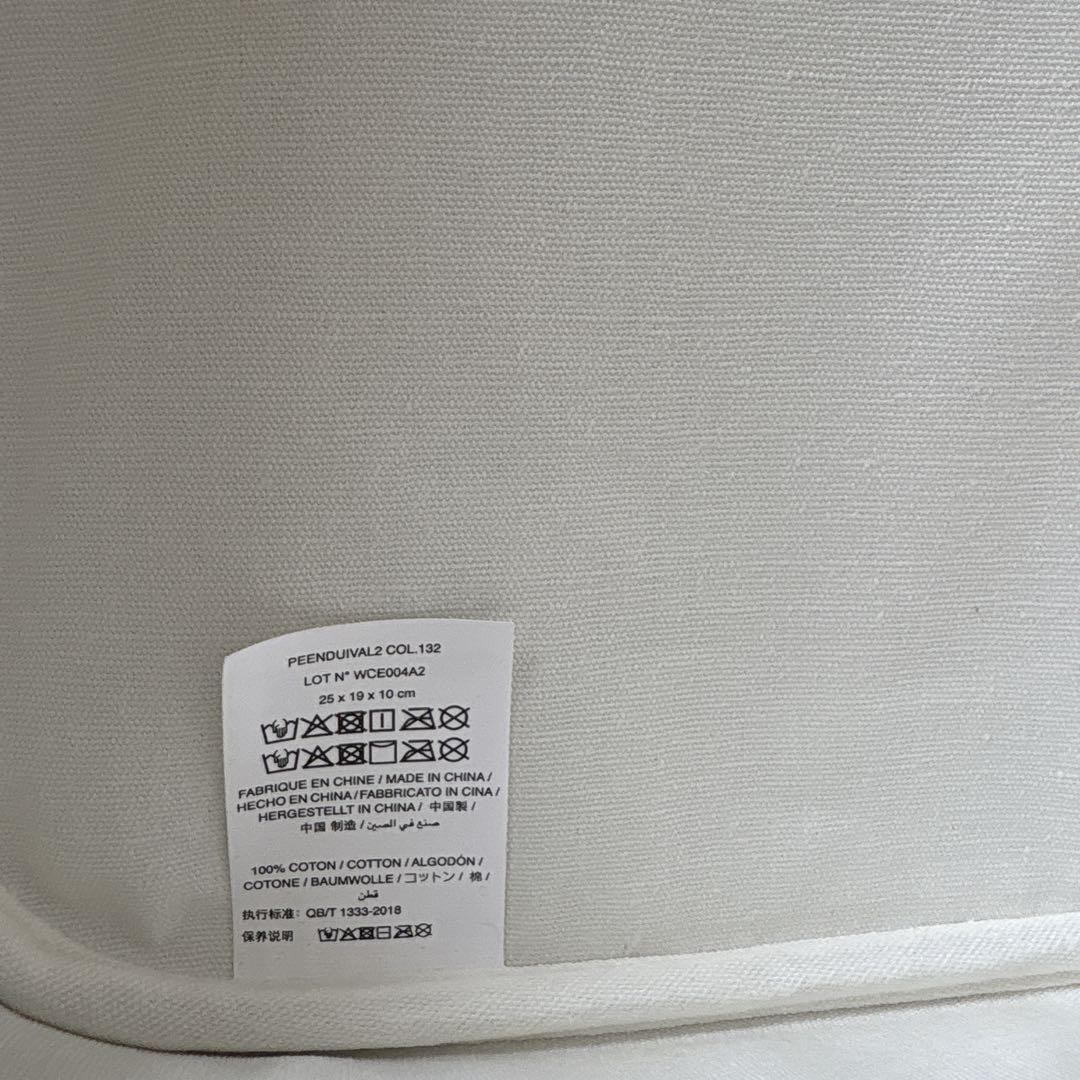 PEENDUIVAL2 COL.132
LOT N° WCE004A2
25 x 19 x 10 cm
FABRIQUE EN CHINE / MADE IN CHINA /
HECHO EN CHINA / FABBRICATO IN CINA /
HERGESTELLT IN CHINA / 中国製 /
中国 制造 / صنع في الصين
100% COTON / COTTON / ALGODÓN /
COTONE / BAUMWOLLE / コットン / 棉 /
قطن
执行标准: QB/T 1333-2018
保养说明